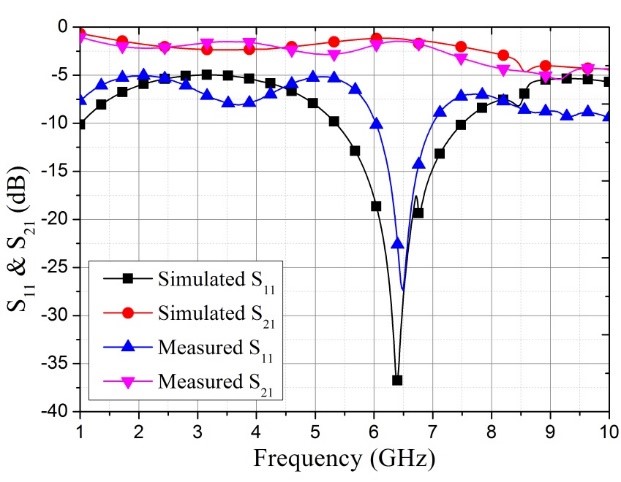 0
-5
-10
-15
-20
-25
-30
-35
-40
S11 & S21 (dB)
Simulated S11
Simulated S21
Measured S11
Measured S21
1 2 3 4 5 6 7 8 9 10
Frequency (GHz)